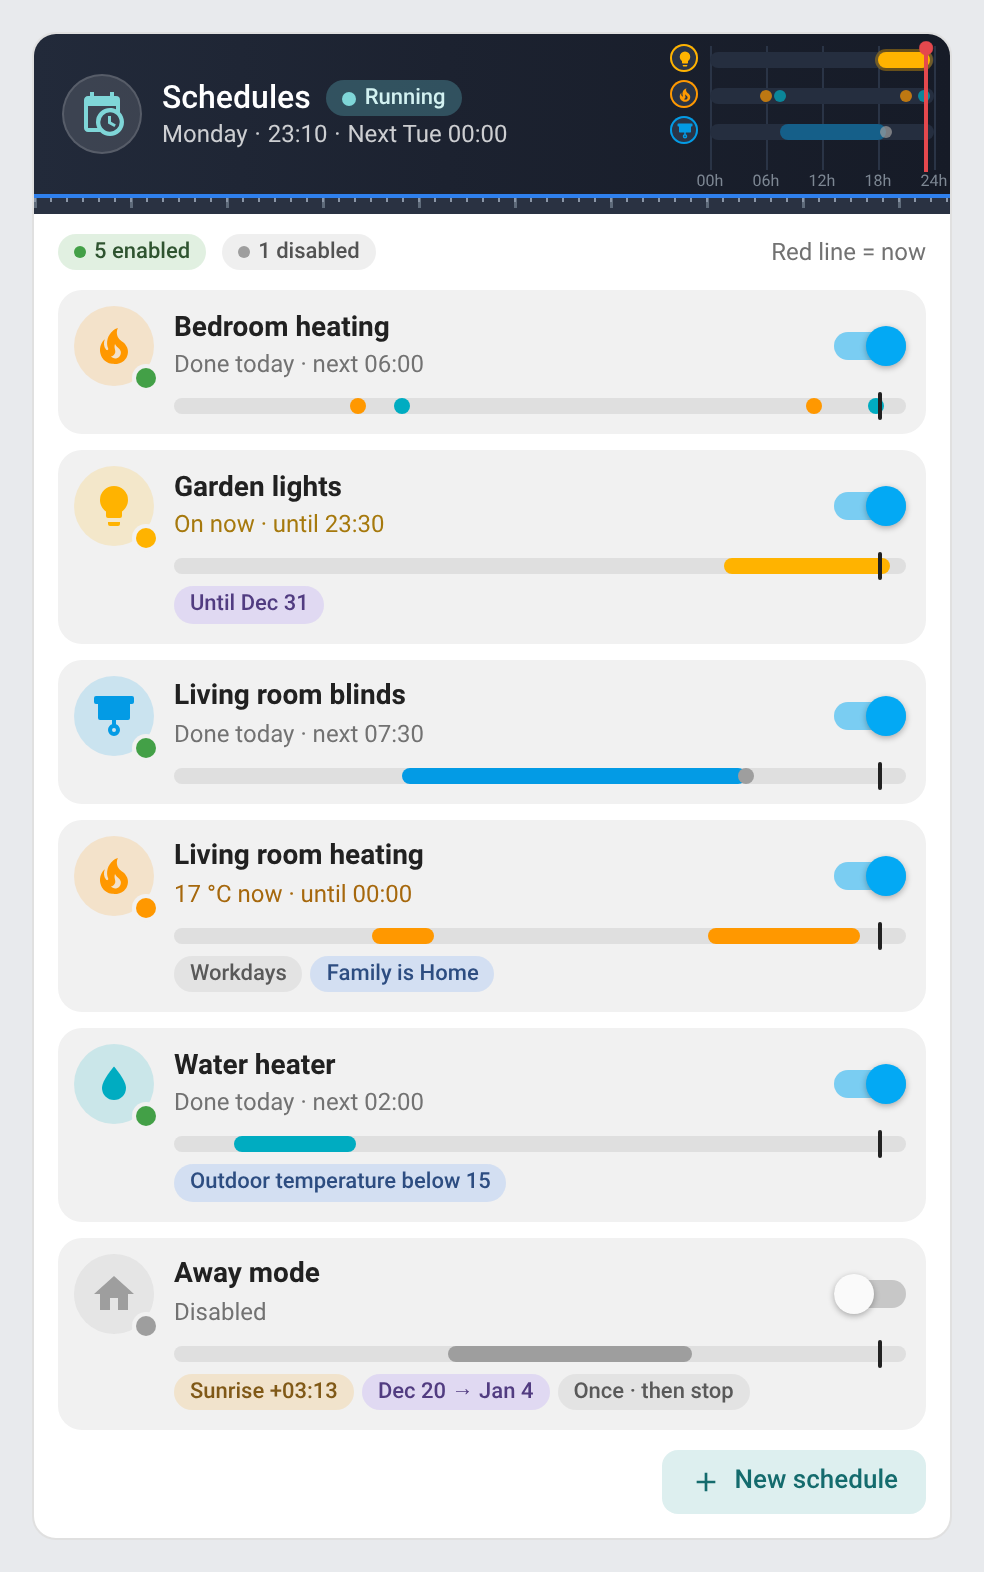 Schedules Running
Monday · 23:10 · Next Tue 00:00
00h 06h 12h 18h 24h
5 enabled 1 disabled Red line = now
Bedroom heating
Done today · next 06:00
Garden lights
On now · until 23:30
Until Dec 31
Living room blinds
Done today · next 07:30
Living room heating
17 °C now · until 00:00
Workdays Family is Home
Water heater
Done today · next 02:00
Outdoor temperature below 15
Away mode
Disabled
Sunrise +03:13 Dec 20 → Jan 4 Once · then stop
+ New schedule